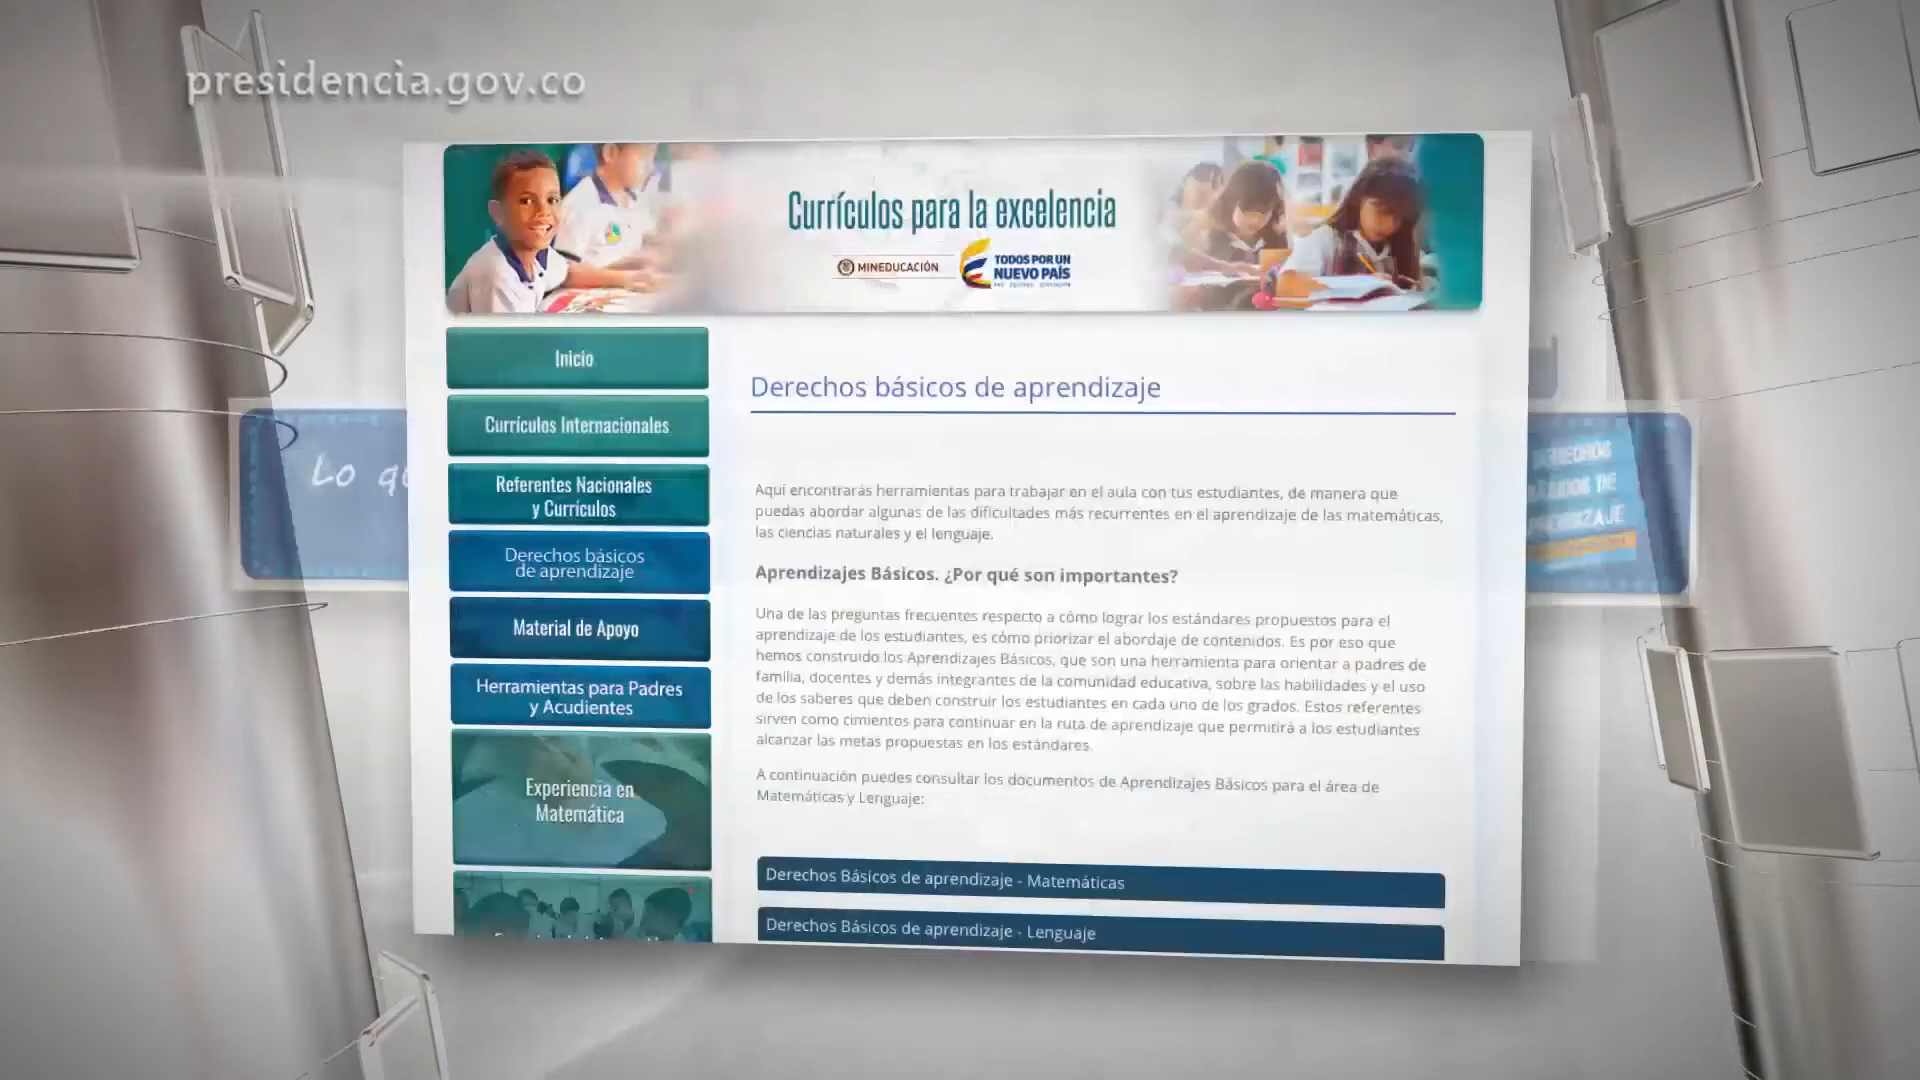 presidencia.gov.co
Currículos para la excelencia
MINEDUCACIÓN
TODOS POR UN
NUEVO PAÍS
PAZ EQUIDAD EDUCACIÓN
Inicio
Currículos Internacionales
Referentes Nacionales
y Currículos
Derechos básicos
de aprendizaje
Material de Apoyo
Herramientas para Padres
y Acudientes
Experiencia en
Matemática
Derechos básicos de aprendizaje
Aquí encontrarás herramientas para trabajar en el aula con tus estudiantes, de manera que
puedas abordar algunas de las dificultades más recurrentes en el aprendizaje de las matemáticas,
las ciencias naturales y el lenguaje.
Aprendizajes Básicos. ¿Por qué son importantes?
Una de las preguntas frecuentes respecto a cómo lograr los estándares propuestos para el
aprendizaje de los estudiantes, es cómo priorizar el abordaje de contenidos. Es por eso que
hemos construido los Aprendizajes Básicos, que son una herramienta para orientar a padres de
familia, docentes y demás integrantes de la comunidad educativa, sobre las habilidades y el uso
de los saberes que deben construir los estudiantes en cada uno de los grados. Estos referentes
sirven como cimientos para continuar en la ruta de aprendizaje que permitirá a los estudiantes
alcanzar las metas propuestas en los estándares.
A continuación puedes consultar los documentos de Aprendizajes Básicos para el área de
Matemáticas y Lenguaje:
Derechos Básicos de aprendizaje - Matemáticas
Derechos Básicos de aprendizaje - Lenguaje
Lo
DERECHOS
BÁSICOS DE
APRENDIZAJE